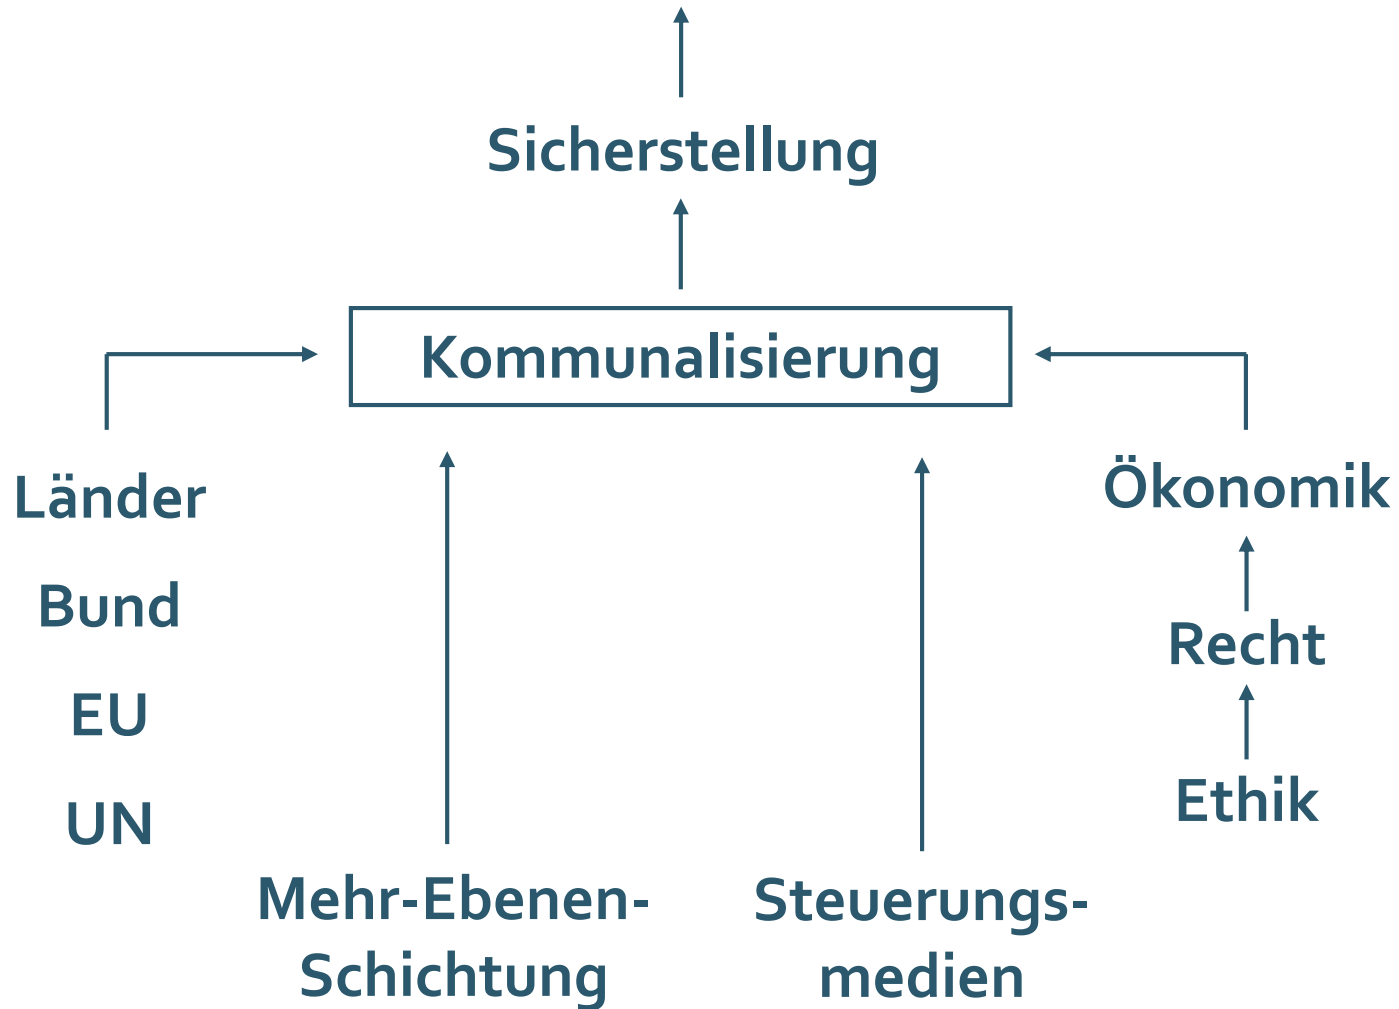 Sicherstellung
Kommunalisierung
Länder
Bund
EU
UN
Mehr-Ebenen-
Schichtung
Steuerungs-
medien
Ökonomik
Recht
Ethik